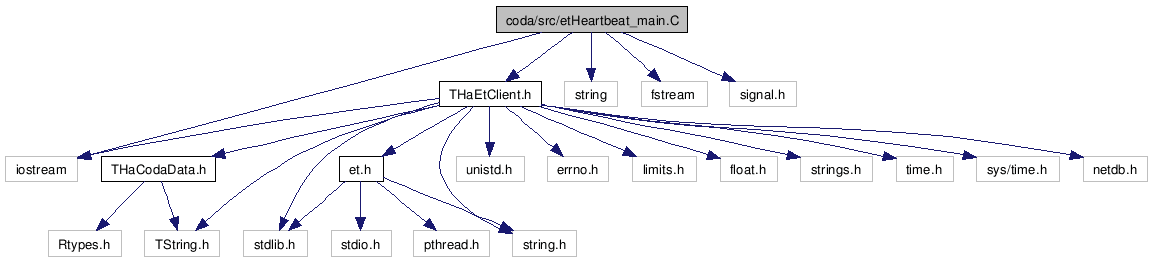 coda/src/etHeartbeat_main.C
THaEtClient.h
string
fstream
signal.h
iostream
THaCodaData.h
et.h
unistd.h
errno.h
limits.h
float.h
strings.h
time.h
sys/time.h
netdb.h
Rtypes.h
TString.h
stdlib.h
stdio.h
pthread.h
string.h